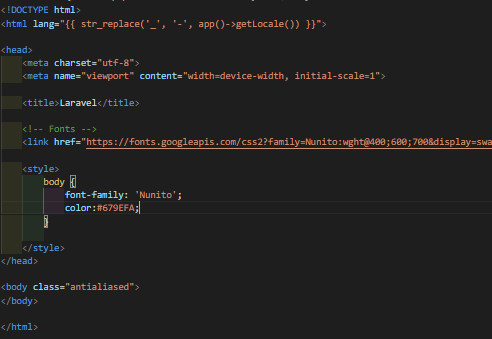 <!DOCTYPE html>
<html lang="{{ str_replace('_', '-', app()->getLocale()) }}">
<head>
<meta charset="utf-8">
<meta name="viewport" content="width=device-width, initial-scale=1">
<title>Laravel</title>
<!-- Fonts -->
<link href="https://fonts.googleapis.com/css2?family=Nunito:wght@400;600;700&display=swa
<style>
body {
font-family: 'Nunito';
color:#679EFA;
}
</style>
</head>
<body class="antialiased">
</body>
</html>